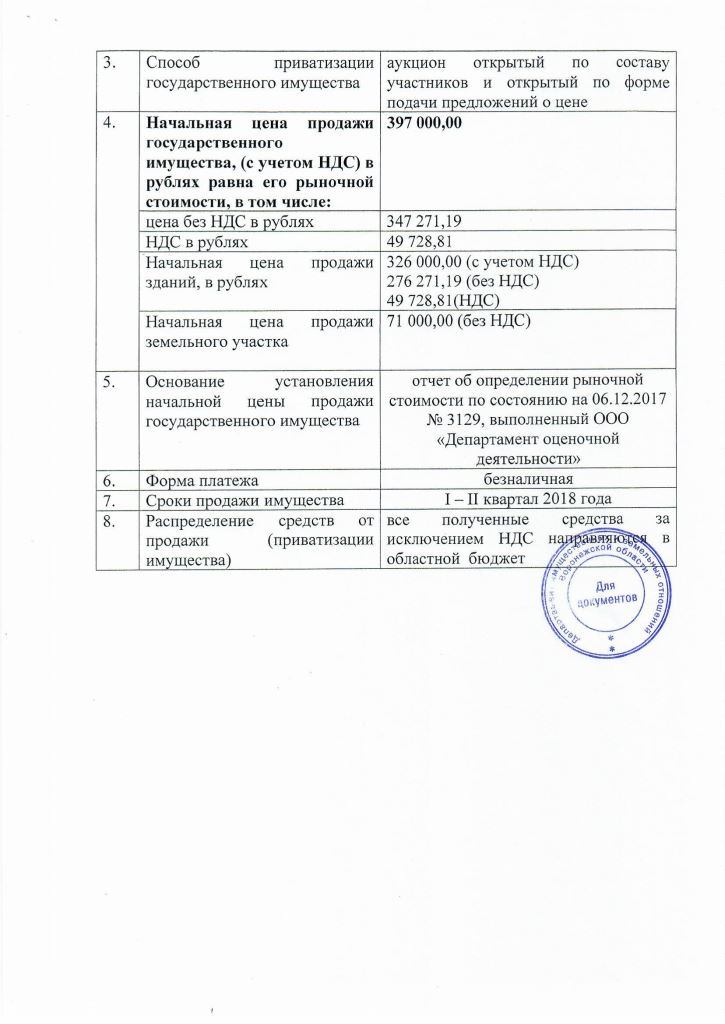 3. Способ приватизации
государственного имущества
аукцион открытый по составу
участников и открытый по форме
подачи предложений о цене
4. Начальная цена продажи
государственного
имущества, (с учетом НДС) в
рублях равна его рыночной
стоимости, в том числе:
397 000,00
цена без НДС в рублях
347 271,19
НДС в рублях
49 728,81
Начальная цена продажи
зданий, в рублях
326 000,00 (с учетом НДС)
276 271,19 (без НДС)
49 728,81(НДС)
Начальная цена продажи
земельного участка
71 000,00 (без НДС)
5. Основание установления
начальной цены продажи
государственного имущества
отчет об определении рыночной
стоимости по состоянию на 06.12.2017
№ 3129, выполненный ООО
«Департамент оценочной
деятельности»
6. Форма платежа
безналичная
7. Сроки продажи имущества
I – II квартал 2018 года
8. Распределение средств от
продажи (приватизации
имущества)
все полученные средства за
исключением НДС направляются в
областной бюджет
земельных отношений
Воронежской области
Для
документов